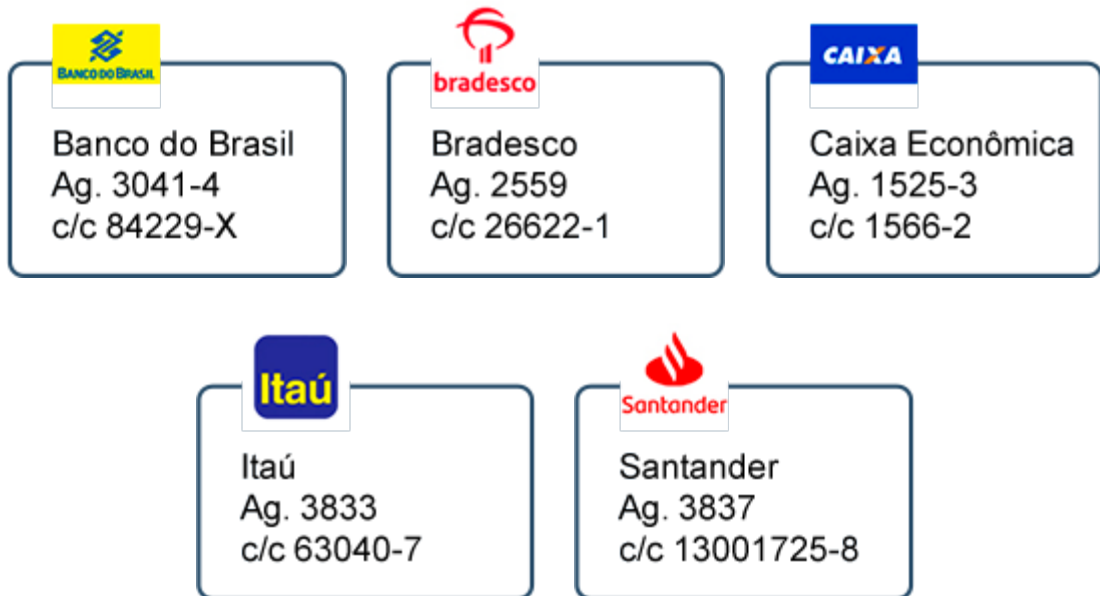 BANCO DO BRASIL
Banco do Brasil
Ag. 3041-4
c/c 84229-X
bradesco
Bradesco
Ag. 2559
c/c 26622-1
CAIXA
Caixa Econômica
Ag. 1525-3
c/c 1566-2
Itaú
Itaú
Ag. 3833
c/c 63040-7
Santander
Santander
Ag. 3837
c/c 13001725-8